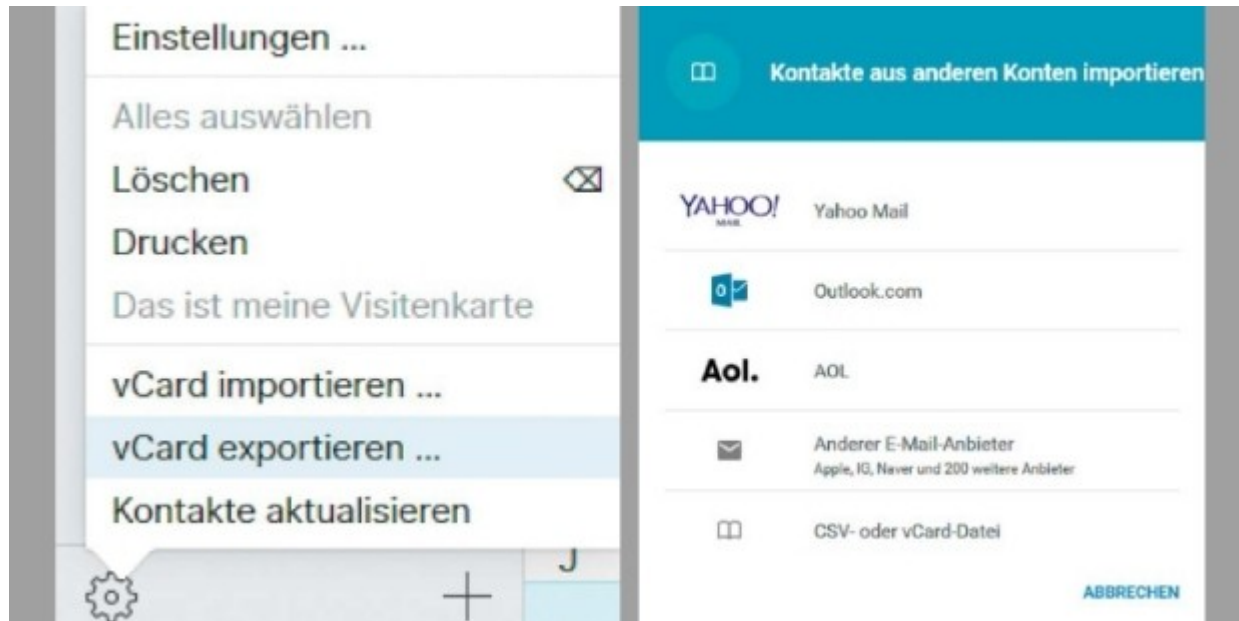 Einstellungen ...
Alles auswählen
Löschen
Drucken
Das ist meine Visitenkarte
vCard importieren ...
vCard exportieren ...
Kontakte aktualisieren
J
Kontakte aus anderen Konten importieren
YAHOO!
MAIL
Yahoo Mail
Outlook.com
Aol.
AOL
Anderer E-Mail-Anbieter
Apple, IG, Naver und 200 weitere Anbieter
CSV- oder vCard-Datei
ABBRECHEN